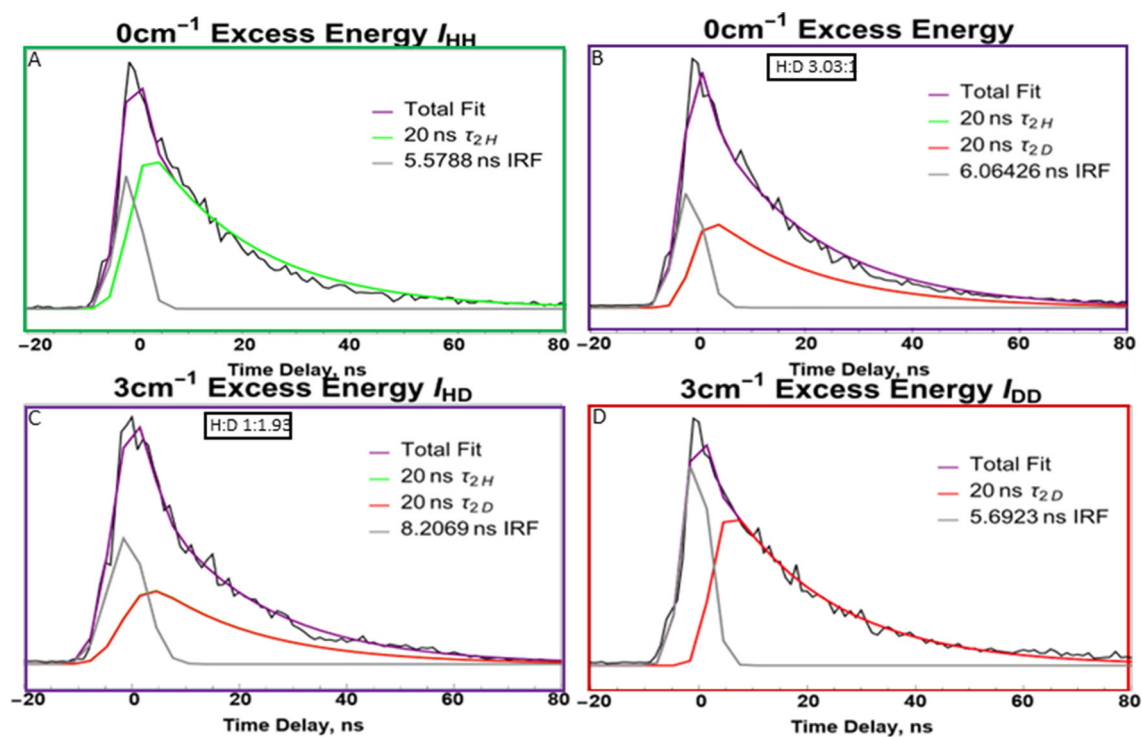 0cm⁻¹ Excess Energy I_HH
A
Total Fit
20 ns τ₂H
5.5788 ns IRF
−20 0 20 40 60 80
Time Delay, ns
0cm⁻¹ Excess Energy
B
H:D 3.03:1
Total Fit
20 ns τ₂H
20 ns τ₂D
6.06426 ns IRF
−20 0 20 40 60 80
Time Delay, ns
3cm⁻¹ Excess Energy I_HD
C
H:D 1:1.93
Total Fit
20 ns τ₂H
20 ns τ₂D
8.2069 ns IRF
−20 0 20 40 60 80
Time Delay, ns
3cm⁻¹ Excess Energy I_DD
D
Total Fit
20 ns τ₂D
5.6923 ns IRF
−20 0 20 40 60 80
Time Delay, ns